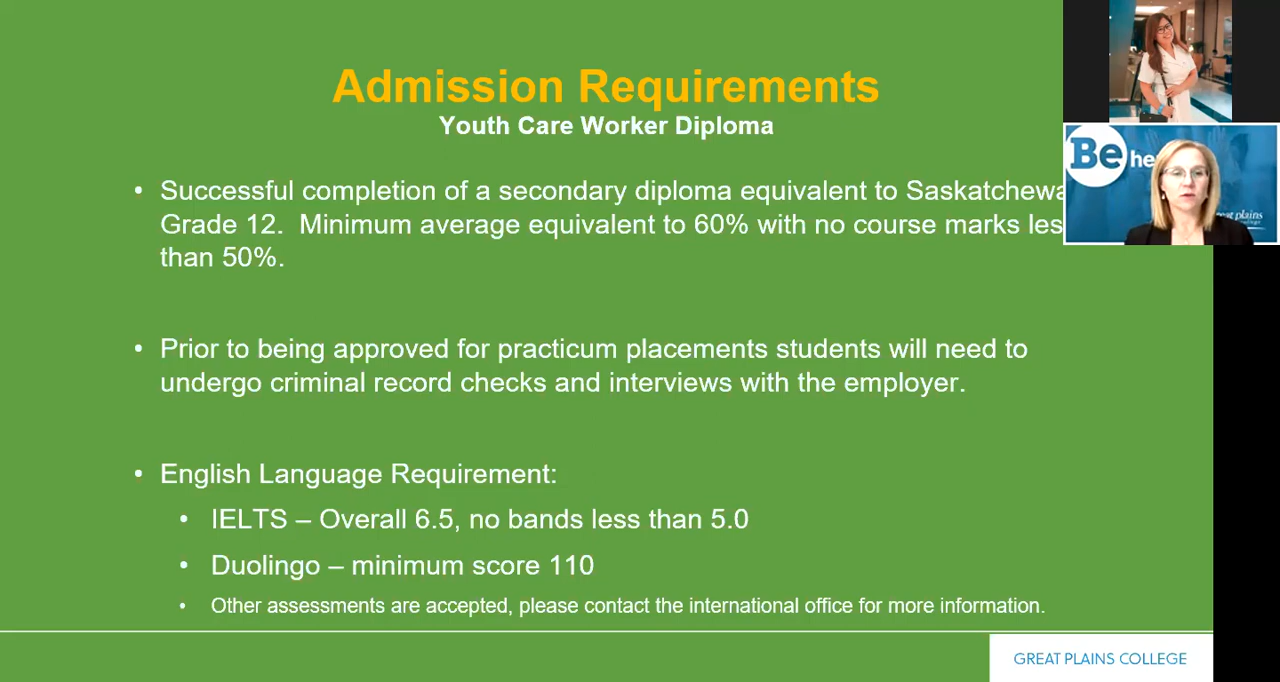 Admission Requirements
Youth Care Worker Diploma
• Successful completion of a secondary diploma equivalent to
Grade 12. Minimum average equivalent to 60% with no course marks
than 50%.
• Prior to being approved for practicum placements students will need to
undergo criminal record checks and interviews with the employer.
• English Language Requirement:
• IELTS – Overall 6.5, no bands less than 5.0
• Duolingo – minimum score 110
• Other assessments are accepted, please contact the international office for more information.
GREAT PLAINS COLLEGE
Be he
plains